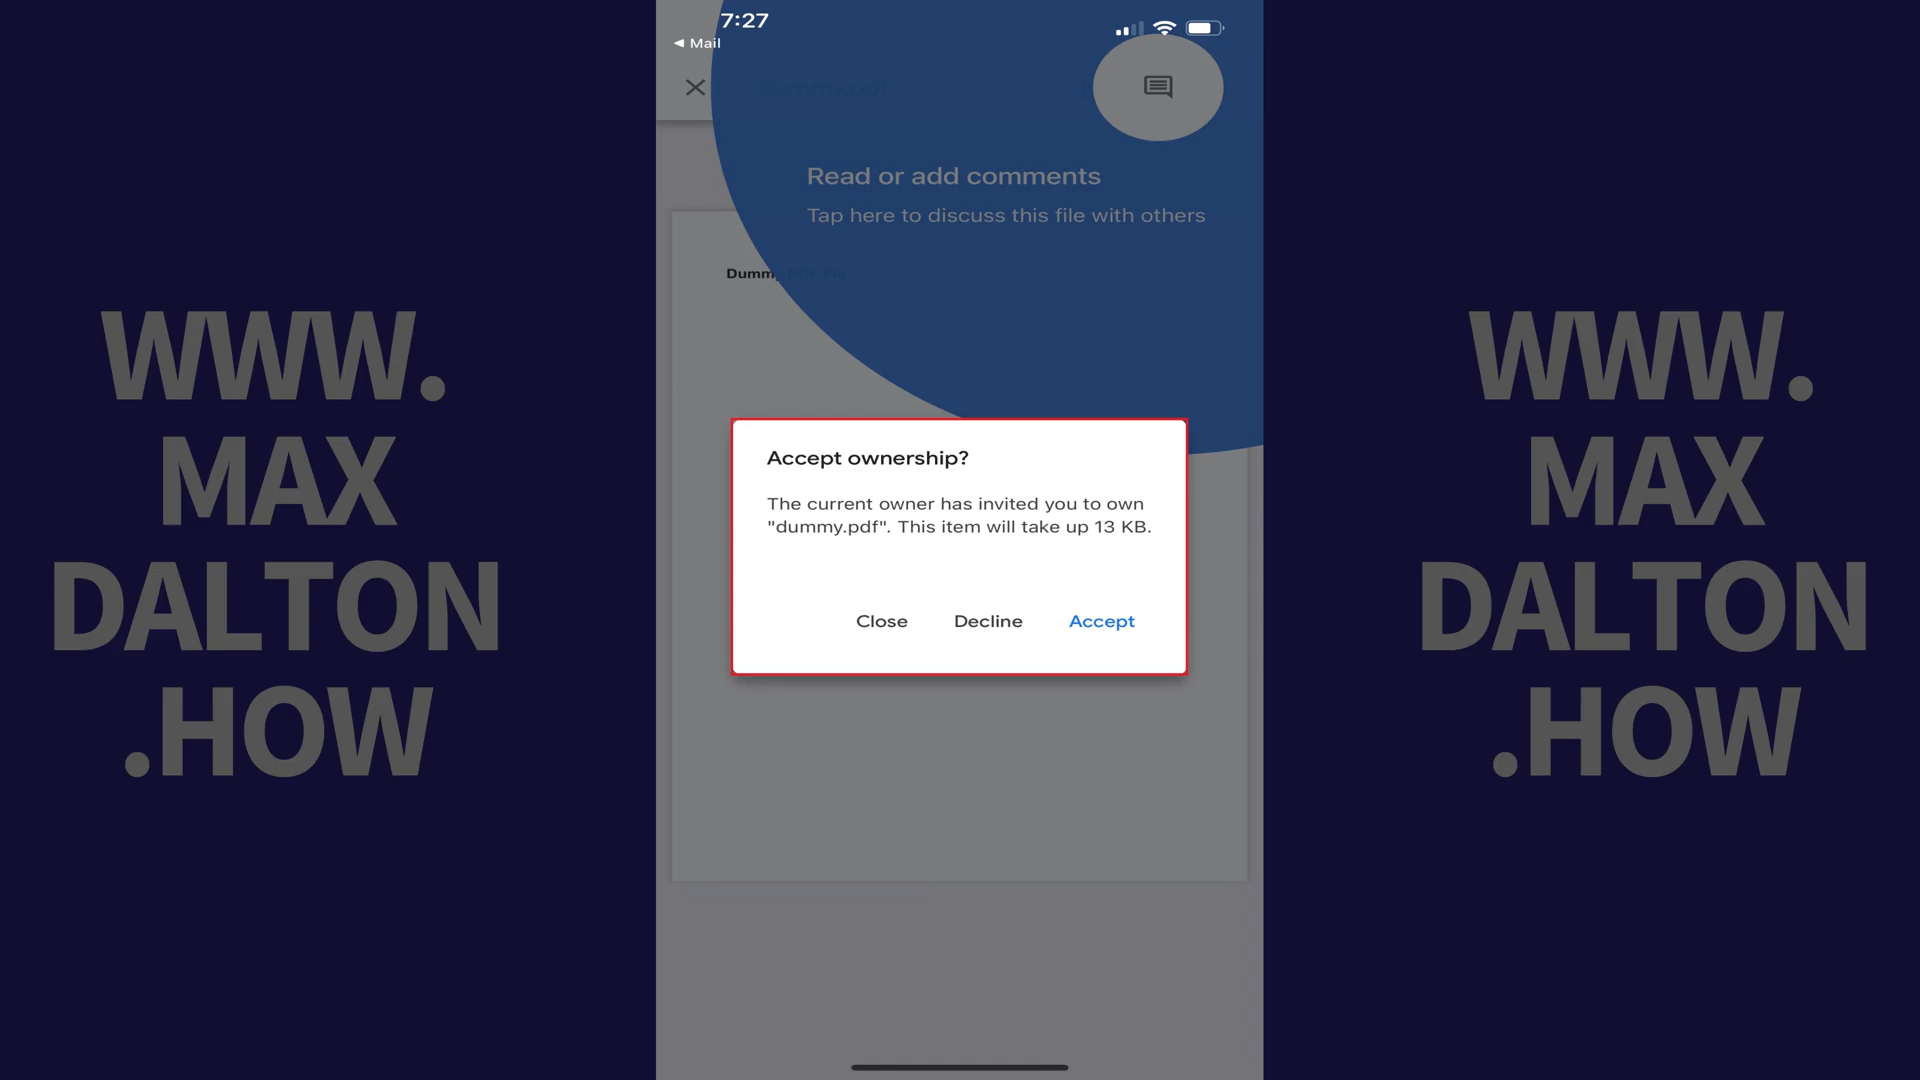 7:27
Mail
dummy.pdf
Read or add comments
Tap here to discuss this file with others
Dummy PDF file
Accept ownership?
The current owner has invited you to own
"dummy.pdf". This item will take up 13 KB.
Close Decline Accept
WWW.
MAX
DALTON
.HOW
WWW.
MAX
DALTON
.HOW